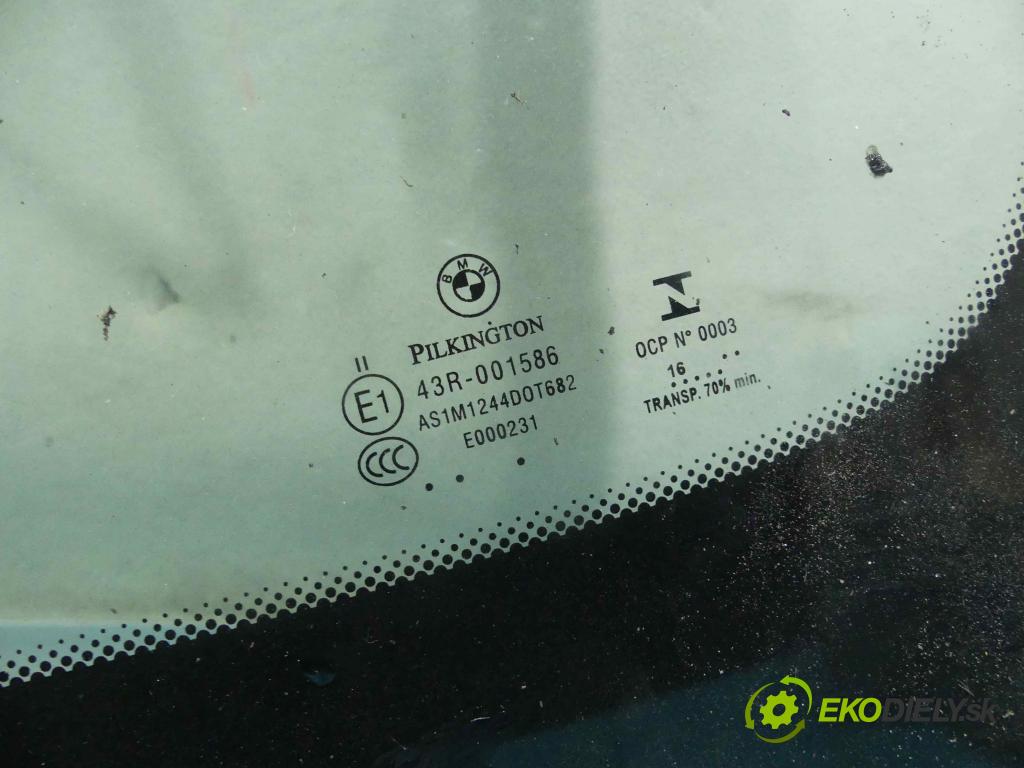 BMW
PILKINGTON
II
E1
43R-001586
AS1M1244DOT682
E000231
CCC
N
OCP N° 0003
16
TRANSP. 70% min.
EKODIELY.sk